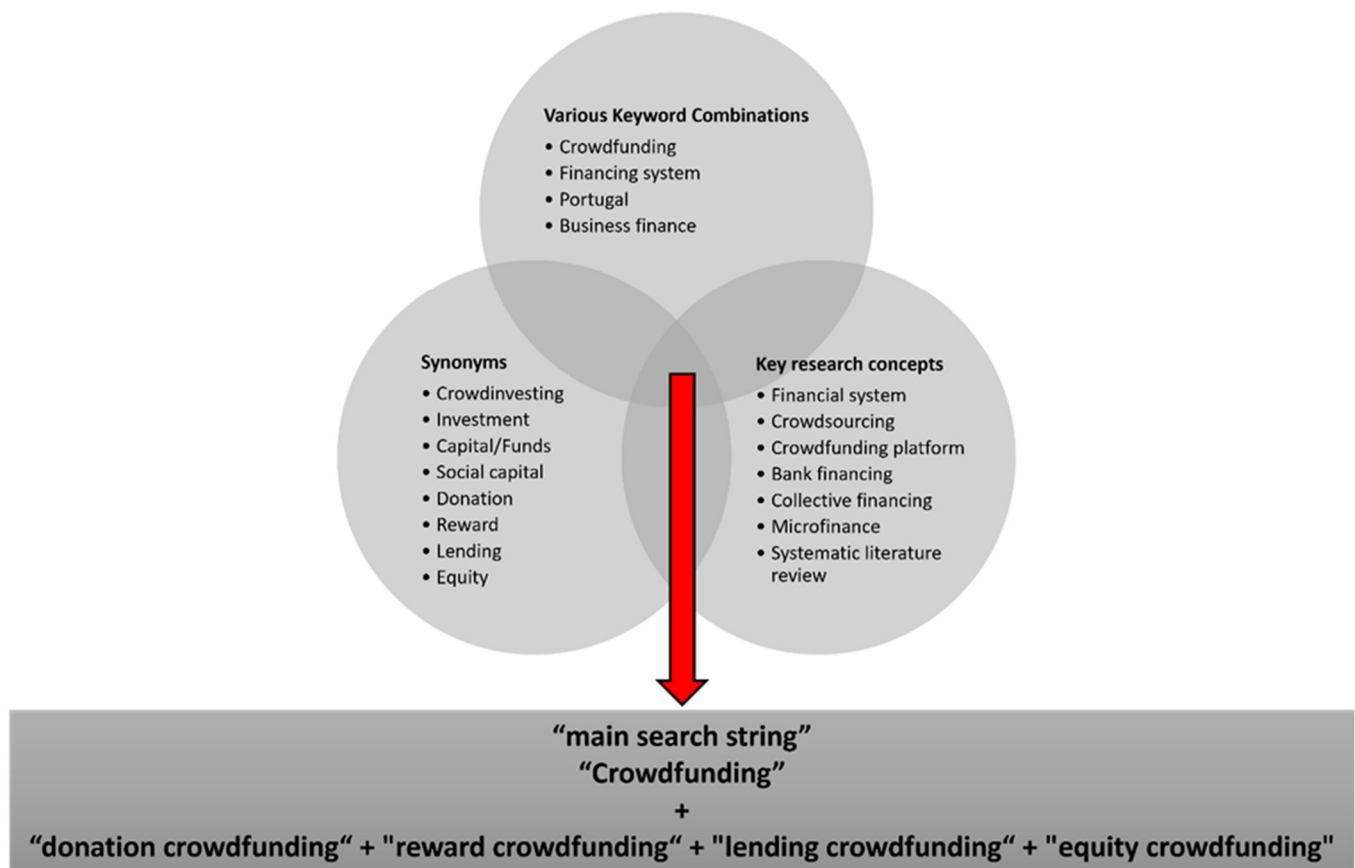 Various Keyword Combinations
• Crowdfunding
• Financing system
• Portugal
• Business finance
Synonyms
• Crowdinvesting
• Investment
• Capital/Funds
• Social capital
• Donation
• Reward
• Lending
• Equity
Key research concepts
• Financial system
• Crowdsourcing
• Crowdfunding platform
• Bank financing
• Collective financing
• Microfinance
• Systematic literature
review
“main search string”
“Crowdfunding”
+
“donation crowdfunding“ + "reward crowdfunding“ + "lending crowdfunding“ + "equity crowdfunding"